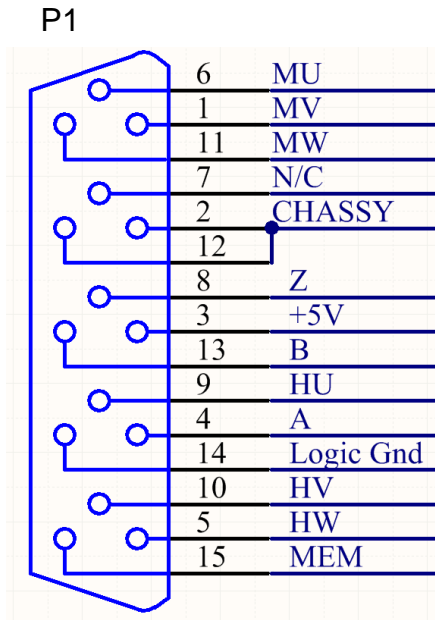 P1
6 MU
1 MV
11 MW
7 N/C
2 CHASSY
12
8 Z
3 +5V
13 B
9 HU
4 A
14 Logic Gnd
10 HV
5 HW
15 MEM